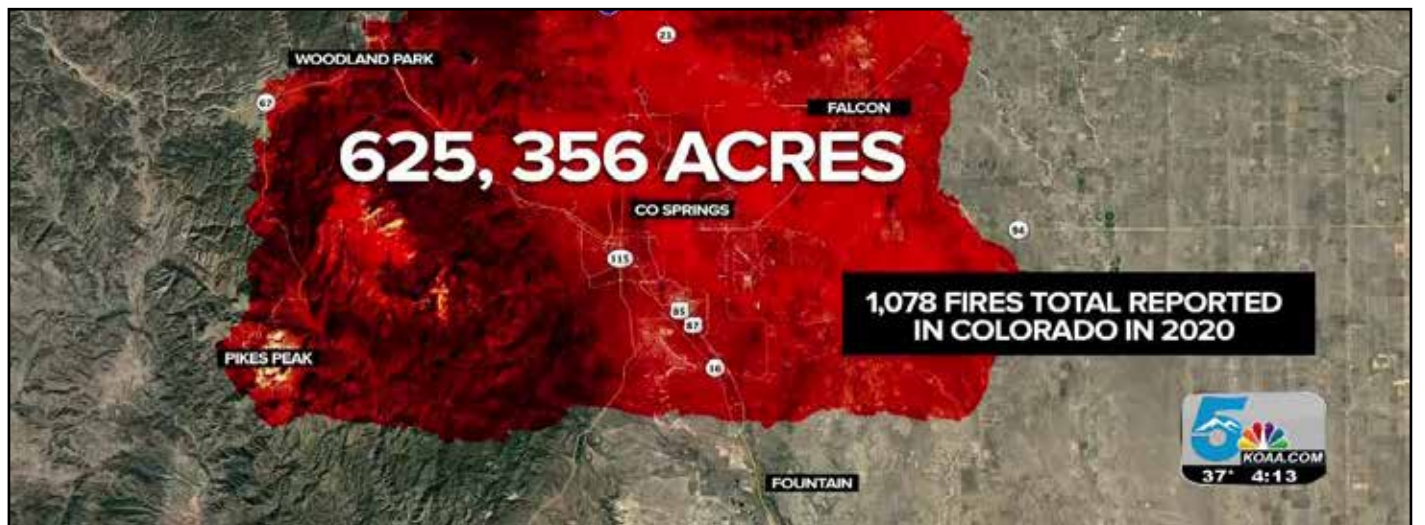 21
WOODLAND PARK
67
FALCON
625, 356 ACRES
CO SPRINGS
94
115
1,078 FIRES TOTAL REPORTED
IN COLORADO IN 2020
85
87
PIKES PEAK
16
5
KOAA.COM
37° 4:13
FOUNTAIN